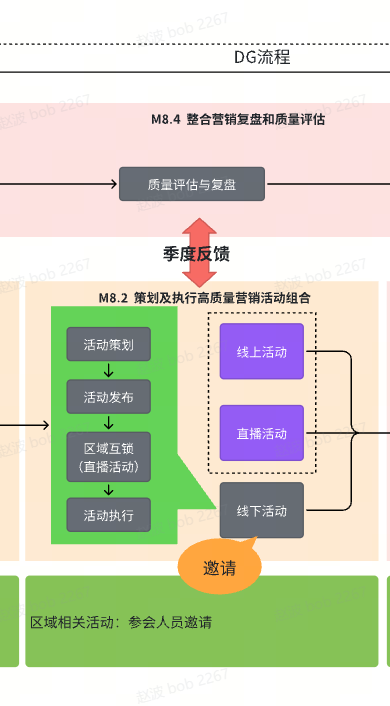 DG流程
M8.4 整合营销复盘和质量评估
质量评估与复盘
季度反馈
M8.2 策划及执行高质量营销活动组合
活动策划
活动发布
区域互锁
（直播活动）
活动执行
线上活动
直播活动
线下活动
邀请
区域相关活动：参会人员邀请
赵波 bob 2267